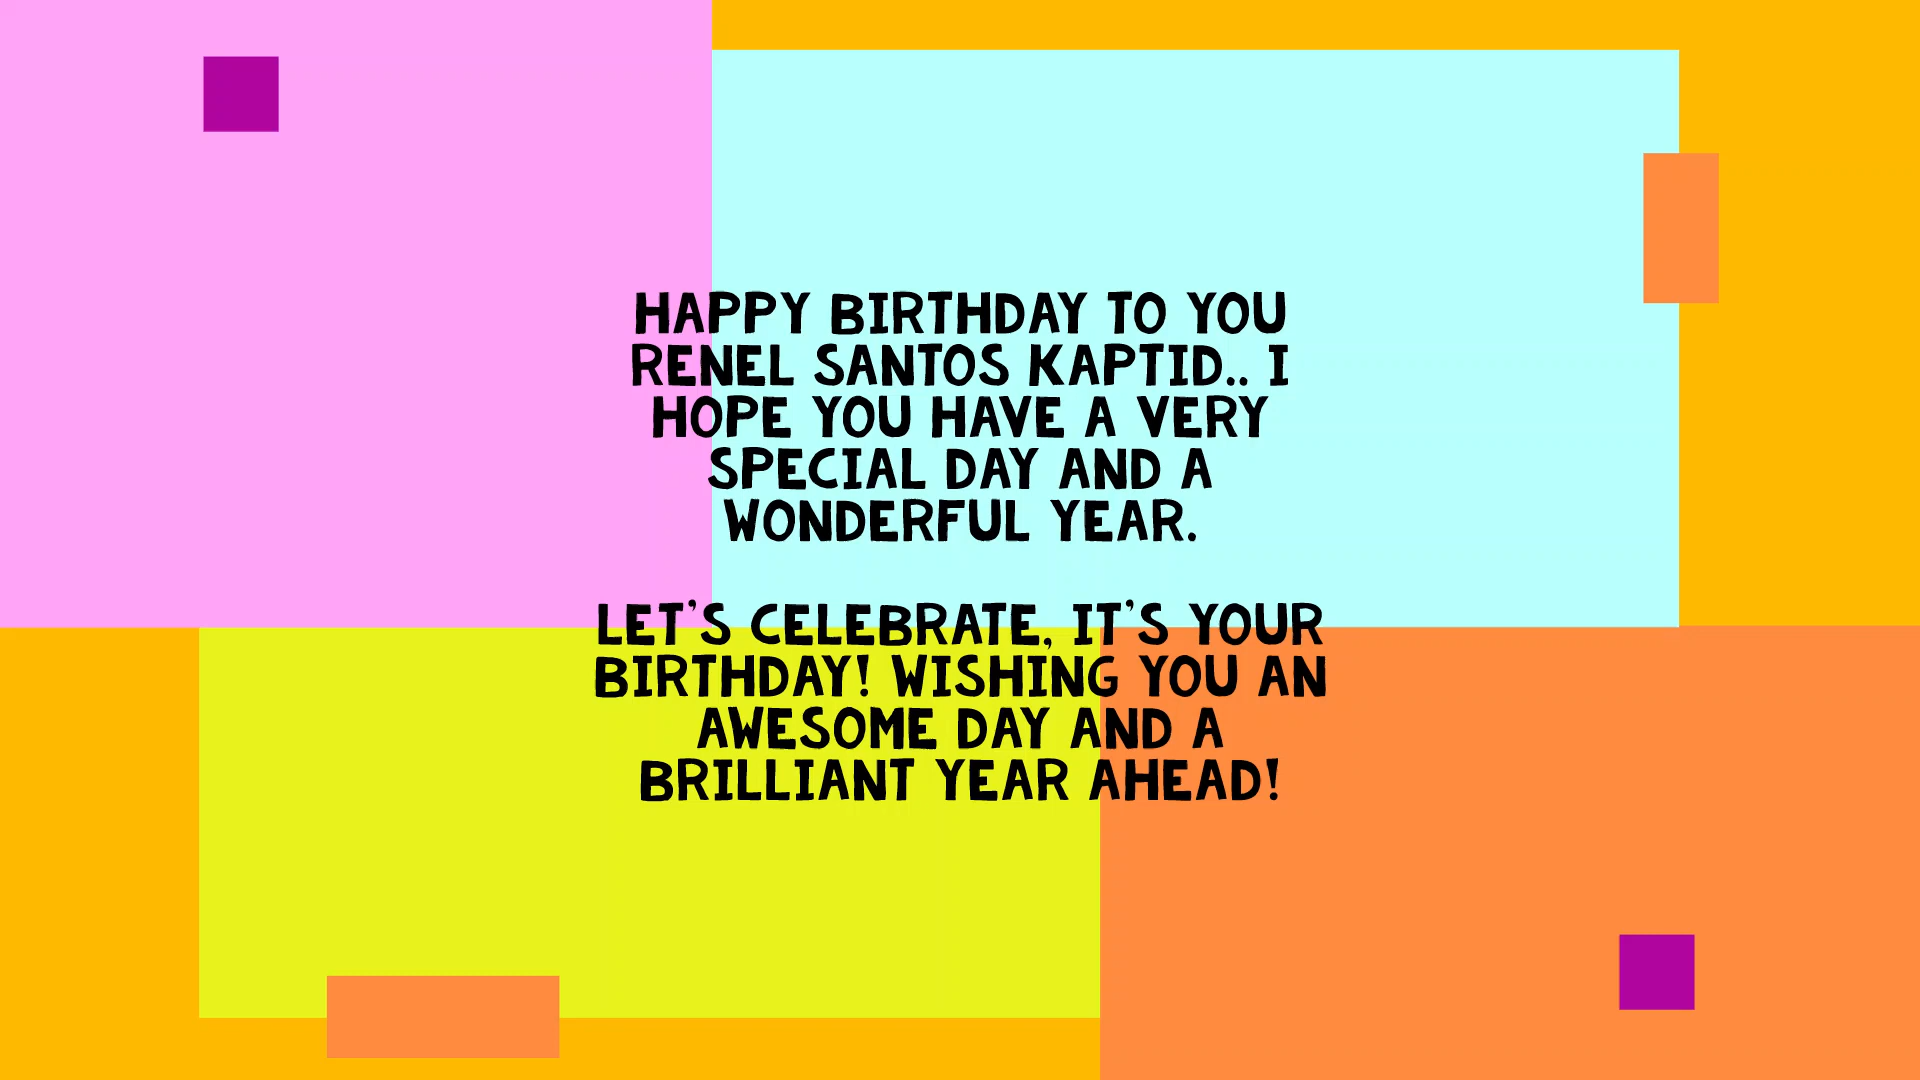 HAPPY BIRTHDAY TO YOU
RENEL SANTOS KAPTID.. I
HOPE YOU HAVE A VERY
SPECIAL DAY AND A
WONDERFUL YEAR.
LET'S CELEBRATE, IT'S YOUR
BIRTHDAY! WISHING YOU AN
AWESOME DAY AND A
BRILLIANT YEAR AHEAD!